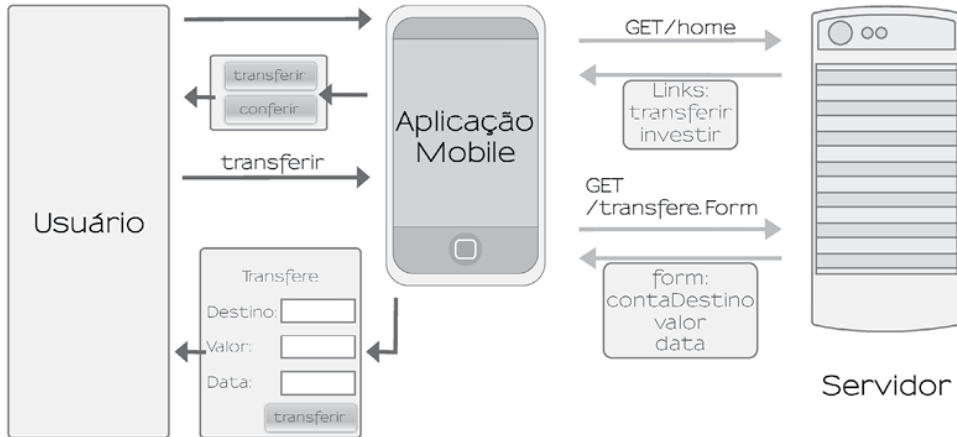 Usuário
transferir
conferir
transferir
Transfere
Destino:
Valor:
Data:
transferir
Aplicação
Mobile
GET/home
Links:
transferir
investir
GET
/transfere.Form
form:
contaDestino
valor
data
Servidor